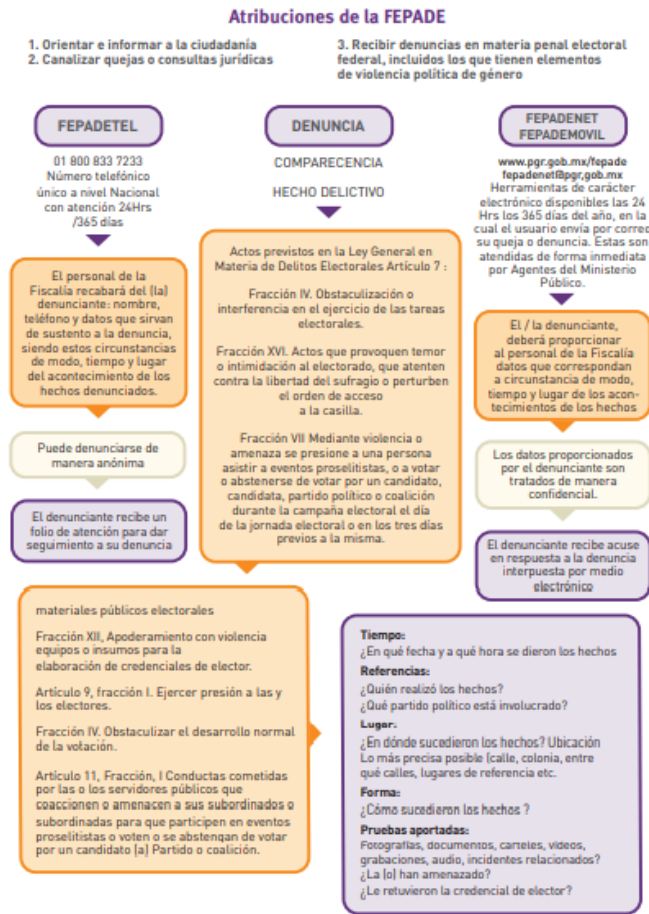 Atribuciones de la FEPADE
1. Orientar e informar a la ciudadanía
2. Canalizar quejas o consultas jurídicas
3. Recibir denuncias en materia penal electoral
federal, incluidos los que tienen elementos
de violencia política de género
FEPADETEL
01 800 833 7233
Número telefónico
único a nivel Nacional
con atención 24Hrs
/365 días
El personal de la
Fiscalía recabará del (la)
denunciante: nombre,
teléfono y datos que sirvan
de sustento a la denuncia,
siendo estos circunstancias
de modo, tiempo y lugar
del acontecimiento de los
hechos denunciados.
Puede denunciarse de
manera anónima
El denunciante recibe un
folio de atención para dar
seguimiento a su denuncia
DENUNCIA
COMPARECENCIA
HECHO DELICTIVO
Actos previstos en la Ley General en
Materia de Delitos Electorales Artículo 7 :
Fracción IV. Obstaculización o
interferencia en el ejercicio de las tareas
electorales.
Fracción XVI. Actos que provoquen temor
o intimidación al electorado, que atenten
contra la libertad del sufragio o perturben
el orden de acceso
a la casilla.
Fracción VII Mediante violencia o
amenaza se presione a una persona
asistir a eventos proselitistas, o a votar
o abstenerse de votar por un candidato,
candidata, partido político o coalición
durante la campaña electoral el día
de la jornada electoral o en los tres días
previos a la misma.
FEPADENET
FEPADEMOVIL
www.pgr.gob.mx/fepade
fepadenet@pgr,gob.mx
Herramientas de carácter
electrónico disponibles las 24
Hrs los 365 días del año, en la
cual el usuario envía por correo
su queja o denuncia. Estas son
atendidas de forma inmediata
por Agentes del Ministerio
Público.
El / la denunciante,
deberá proporcionar
al personal de la Fiscalía
datos que correspondan
a circunstancia de modo,
tiempo y lugar de los acon-
tecimientos de los hechos
Los datos proporcionados
por el denunciante son
tratados de manera
confidencial.
El denunciante recibe acuse
en respuesta a la denuncia
interpuesta por medio
electrónico
materiales públicos electorales
Fracción XII, Apoderamiento con violencia
equipos o insumos para la
elaboración de credenciales de elector.
Artículo 9, fracción I. Ejercer presión a las y
los electores.
Fracción IV. Obstaculizar el desarrollo normal
de la votación.
Artículo 11, Fracción, I Conductas cometidas
por las o los servidores públicos que
coaccionen o amenacen a sus subordinados o
subordinadas para que participen en eventos
proselitistas o voten o se abstengan de votar
por un candidato (a) Partido o coalición.
Tiempo:
¿En qué fecha y a qué hora se dieron los hechos
Referencias:
¿Quién realizó los hechos?
¿Qué partido político está involucrado?
Lugar:
¿En dónde sucedieron los hechos? Ubicación
Lo más precisa posible (calle, colonia, entre
qué calles, lugares de referencia etc.
Forma:
¿Cómo sucedieron los hechos ?
Pruebas aportadas:
Fotografías, documentos, carteles, videos,
grabaciones, audio, incidentes relacionados?
¿La (o) han amenazado?
¿Le retuvieron la credencial de elector?